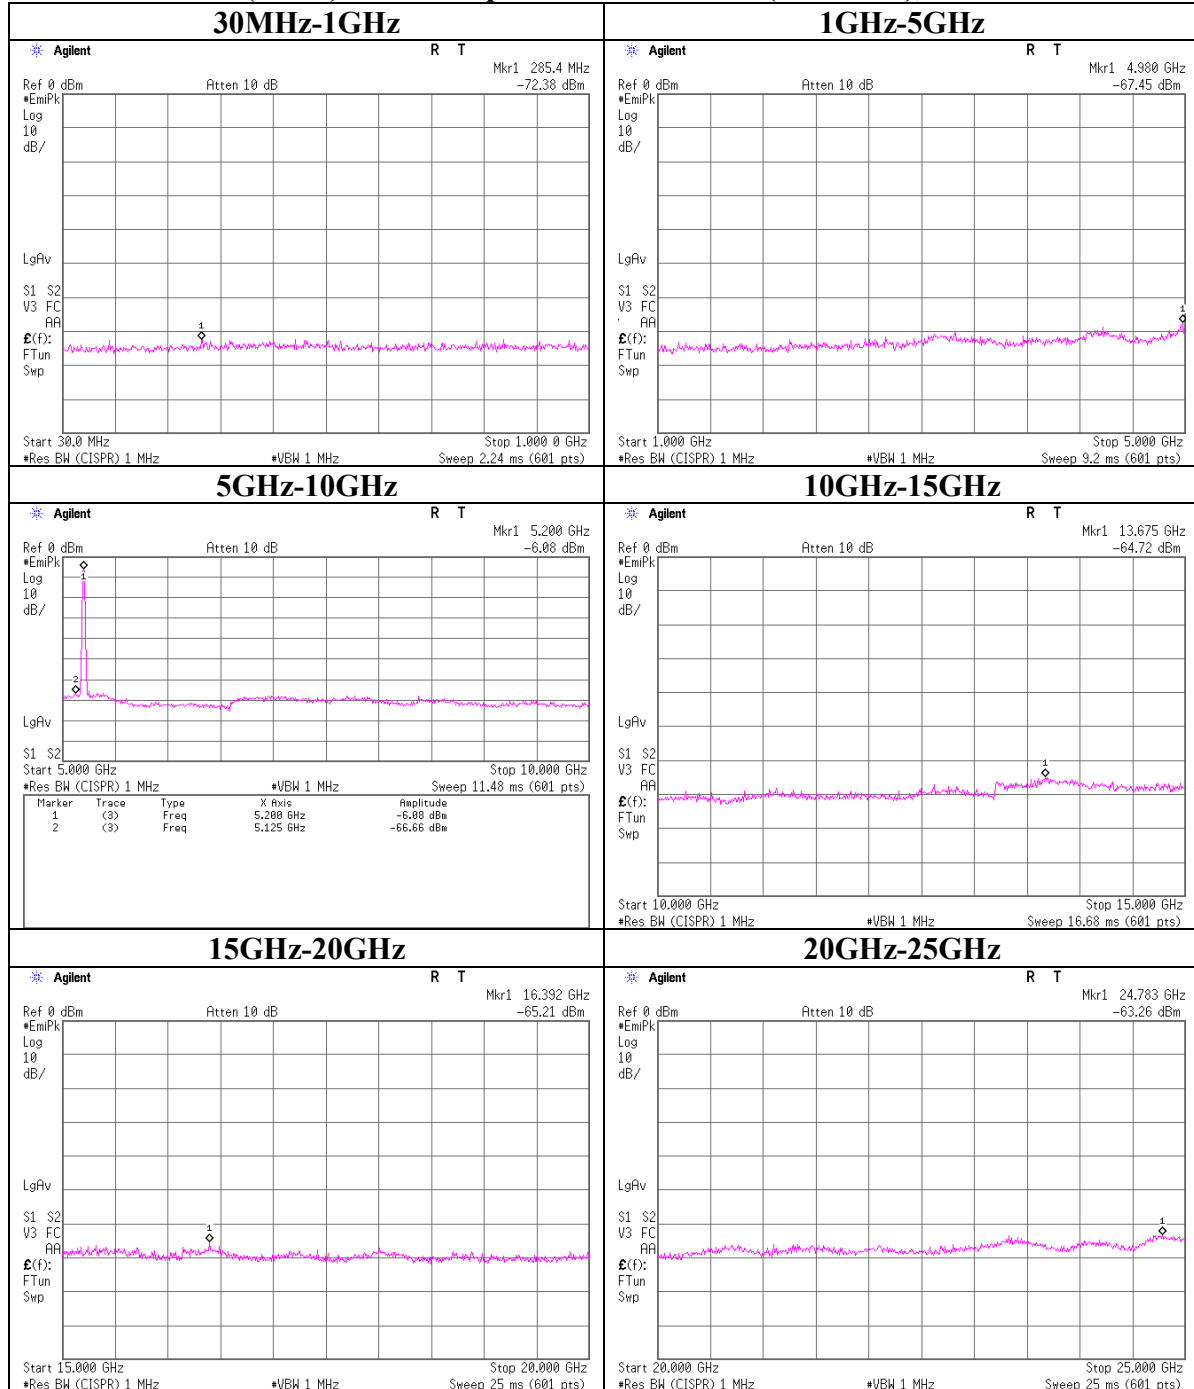 30MHz-1GHz
Agilent R T
Mkr1 285.4 MHz
Ref 0 dBm Atten 10 dB -72.38 dBm
#EmiPk
Log
10
dB/
LgAv
S1 S2
V3 FC
AA
£(f):
FTun
Swp
1
Start 30.0 MHz Stop 1.000 0 GHz
#Res BW (CISPR) 1 MHz #VBW 1 MHz Sweep 2.24 ms (601 pts)
1GHz-5GHz
Agilent R T
Mkr1 4.980 GHz
Ref 0 dBm Atten 10 dB -67.45 dBm
#EmiPk
Log
10
dB/
LgAv
S1 S2
V3 FC
AA
£(f):
FTun
Swp
1
Start 1.000 GHz Stop 5.000 GHz
#Res BW (CISPR) 1 MHz #VBW 1 MHz Sweep 9.2 ms (601 pts)
5GHz-10GHz
Agilent R T
Mkr1 5.200 GHz
Ref 0 dBm Atten 10 dB -6.08 dBm
#EmiPk
Log
10
dB/
1
2
LgAv
S1 S2
Start 5.000 GHz Stop 10.000 GHz
#Res BW (CISPR) 1 MHz #VBW 1 MHz Sweep 11.48 ms (601 pts)
Marker Trace Type X Axis Amplitude
1 (3) Freq 5.200 GHz -6.08 dBm
2 (3) Freq 5.125 GHz -66.66 dBm
10GHz-15GHz
Agilent R T
Mkr1 13.675 GHz
Ref 0 dBm Atten 10 dB -64.72 dBm
#EmiPk
Log
10
dB/
LgAv
S1 S2
V3 FC
AA
£(f):
FTun
Swp
1
Start 10.000 GHz Stop 15.000 GHz
#Res BW (CISPR) 1 MHz #VBW 1 MHz Sweep 16.68 ms (601 pts)
15GHz-20GHz
Agilent R T
Mkr1 16.392 GHz
Ref 0 dBm Atten 10 dB -65.21 dBm
#EmiPk
Log
10
dB/
LgAv
S1 S2
V3 FC
AA
£(f):
FTun
Swp
1
Start 15.000 GHz Stop 20.000 GHz
#Res BW (CISPR) 1 MHz #VBW 1 MHz Sweep 25 ms (601 pts)
20GHz-25GHz
Agilent R T
Mkr1 24.783 GHz
Ref 0 dBm Atten 10 dB -63.26 dBm
#EmiPk
Log
10
dB/
LgAv
S1 S2
V3 FC
AA
£(f):
FTun
Swp
1
Start 20.000 GHz Stop 25.000 GHz
#Res BW (CISPR) 1 MHz #VBW 1 MHz Sweep 25 ms (601 pts)